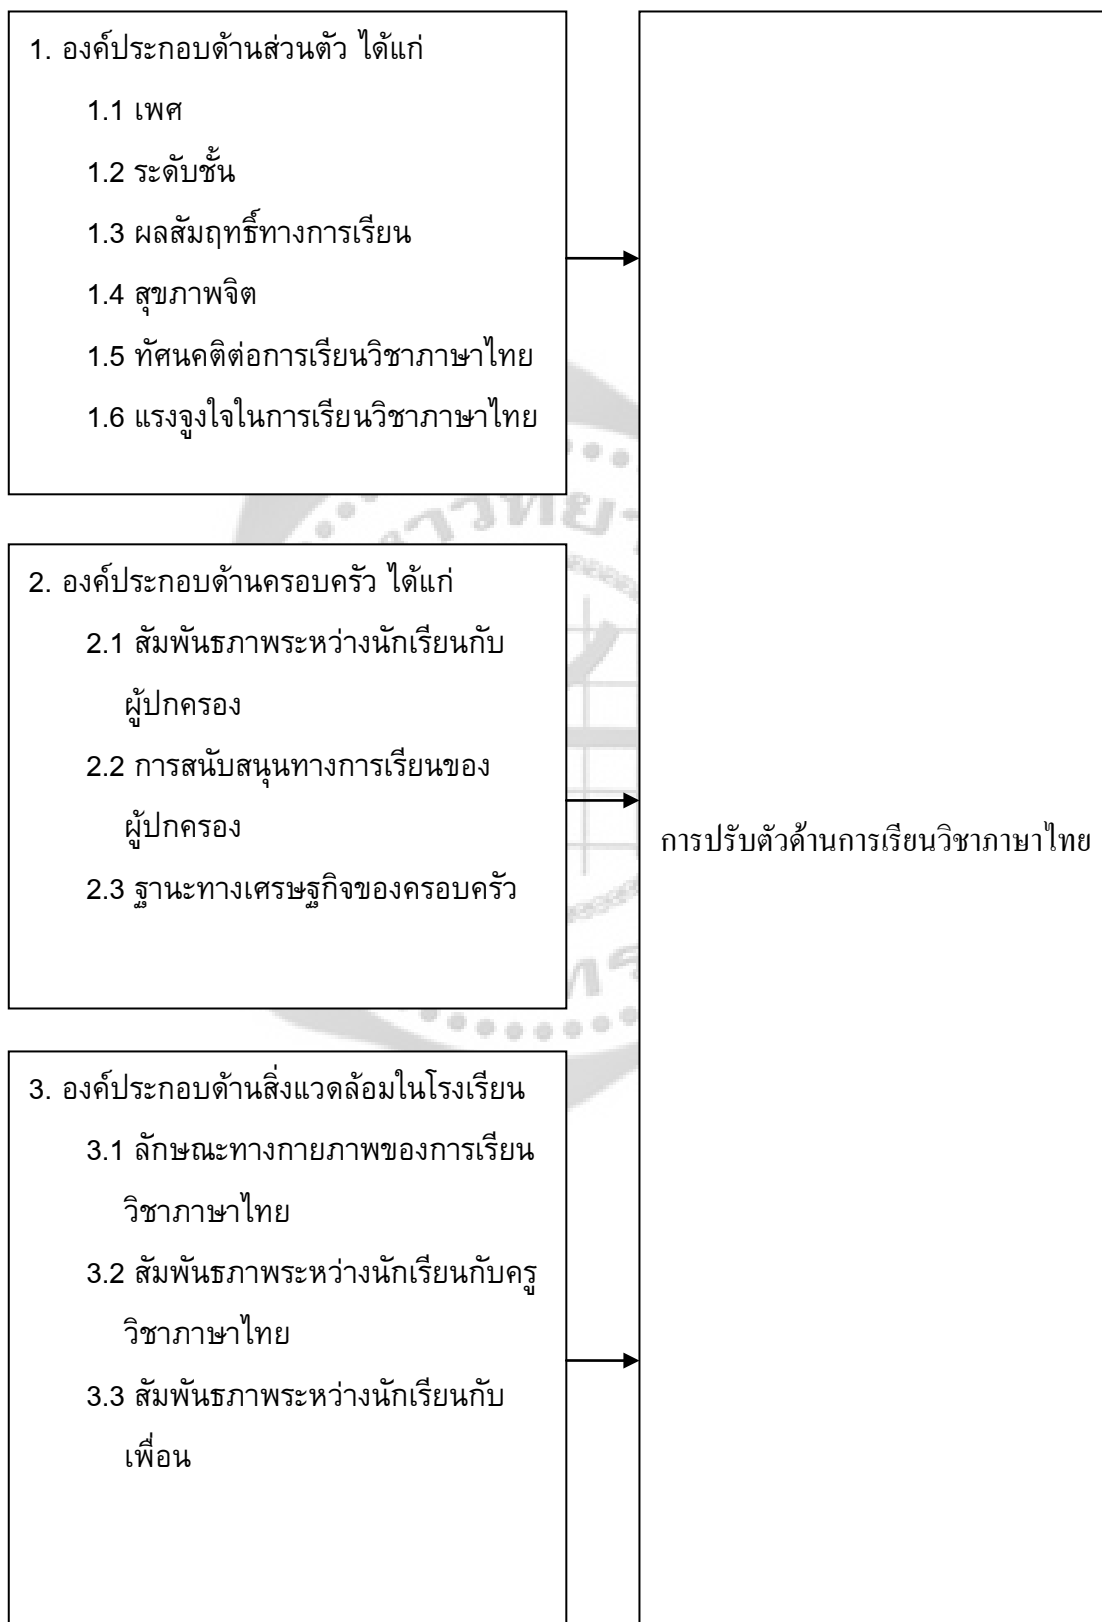 1. องค์ประกอบด้านส่วนตัว ได้แก่
1.1 เพศ
1.2 ระดับชั้น
1.3 ผลสัมฤทธิ์ทางการเรียน
1.4 สุขภาพจิต
1.5 ทัศนคติต่อการเรียนวิชาภาษาไทย
1.6 แรงจูงใจในการเรียนวิชาภาษาไทย
2. องค์ประกอบด้านครอบครัว ได้แก่
2.1 สัมพันธภาพระหว่างนักเรียนกับ
ผู้ปกครอง
2.2 การสนับสนุนทางการเรียนของ
ผู้ปกครอง
2.3 ฐานะทางเศรษฐกิจของครอบครัว
3. องค์ประกอบด้านสิ่งแวดล้อมในโรงเรียน
3.1 ลักษณะทางกายภาพของการเรียน
วิชาภาษาไทย
3.2 สัมพันธภาพระหว่างนักเรียนกับครู
วิชาภาษาไทย
3.3 สัมพันธภาพระหว่างนักเรียนกับ
เพื่อน
การปรับตัวด้านการเรียนวิชาภาษาไทย